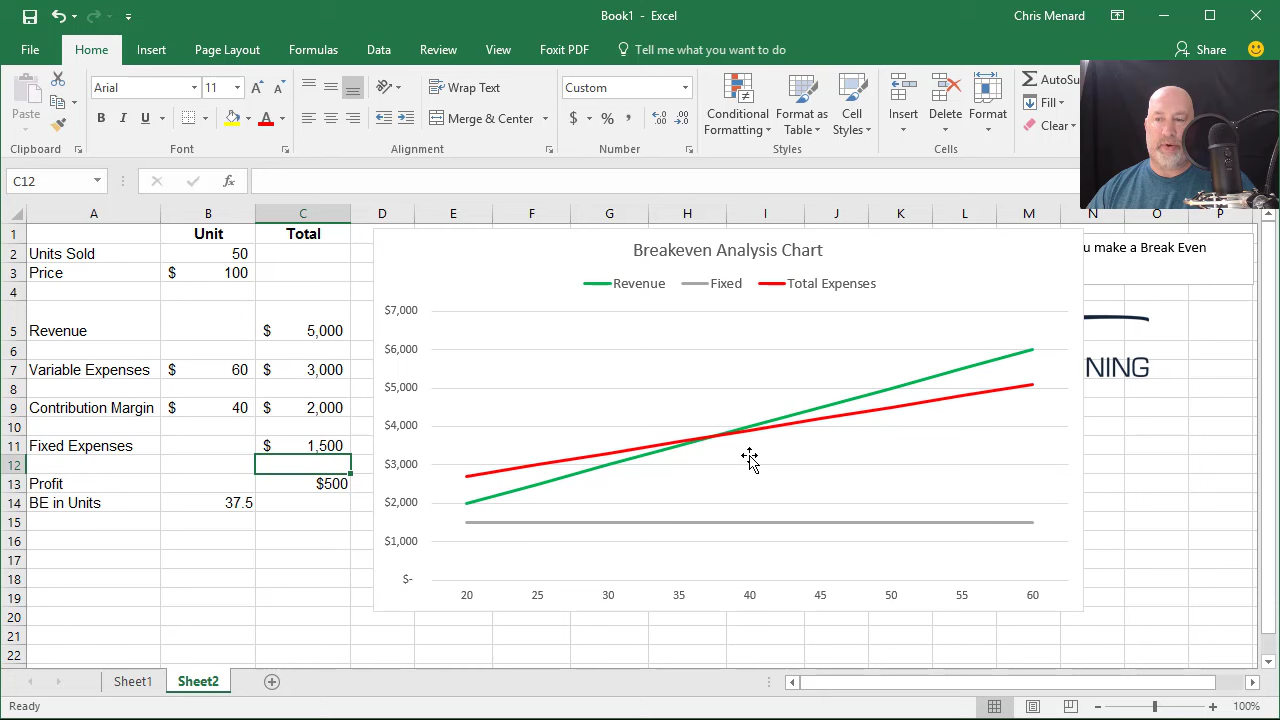 Book1 - Excel
Chris Menard
File Home Insert Page Layout Formulas Data Review View Foxit PDF Tell me what you want to do Share
Paste
Clipboard
Arial 11
B I U A
Font
Wrap Text
Merge & Center
Alignment
Custom
$ % ,
Number
Conditional Formatting
Format as Table
Cell Styles
Styles
Insert Delete Format
Cells
AutoSu
Fill
Clear
C12
fx
A B C D E F G H I J K L M N O P
1 Unit Total
2 Units Sold 50
3 Price $ 100
4
5 Revenue $ 5,000
6
7 Variable Expenses $ 60 $ 3,000
8
9 Contribution Margin $ 40 $ 2,000
10
11 Fixed Expenses $ 1,500
12
13 Profit $500
14 BE in Units 37.5
15
16
17
18
19
20
21
22
Breakeven Analysis Chart
Revenue Fixed Total Expenses
$7,000
$6,000
$5,000
$4,000
$3,000
$2,000
$1,000
$-
20 25 30 35 40 45 50 55 60
u make a Break Even
NING
Sheet1 Sheet2
Ready
100%